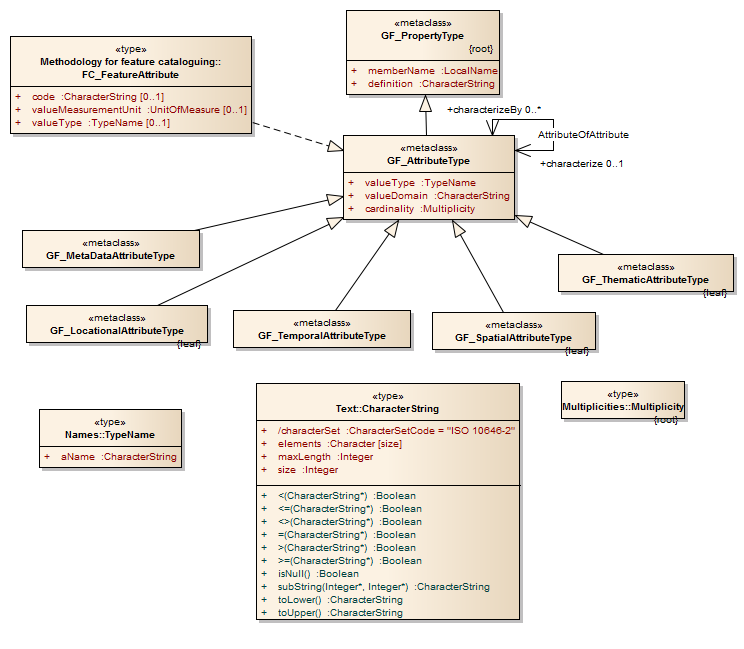 «type»
Methodology for feature cataloguing::
FC_FeatureAttribute
+ code :CharacterString [0..1]
+ valueMeasurementUnit :UnitOfMeasure [0..1]
+ valueType :TypeName [0..1]
«metaclass»
GF_PropertyType
{root}
+ memberName :LocalName
+ definition :CharacterString
+characterizeBy 0..*
AttributeOfAttribute
+characterize 0..1
«metaclass»
GF_AttributeType
+ valueType :TypeName
+ valueDomain :CharacterString
+ cardinality :Multiplicity
«metaclass»
GF_MetaDataAttributeType
«metaclass»
GF_ThematicAttributeType
{leaf}
«metaclass»
GF_LocationalAttributeType
{leaf}
«metaclass»
GF_TemporalAttributeType
«metaclass»
GF_SpatialAttributeType
{leaf}
«type»
Names::TypeName
+ aName :CharacterString
«type»
Text::CharacterString
+ /characterSet :CharacterSetCode = "ISO 10646-2"
+ elements :Character [size]
+ maxLength :Integer
+ size :Integer
+ <(CharacterString*) :Boolean
+ <=(CharacterString*) :Boolean
+ <>(CharacterString*) :Boolean
+ =(CharacterString*) :Boolean
+ >(CharacterString*) :Boolean
+ >=(CharacterString*) :Boolean
+ isNull() :Boolean
+ subString(Integer*, Integer*) :CharacterString
+ toLower() :CharacterString
+ toUpper() :CharacterString
«type»
Multiplicities::Multiplicity
{root}